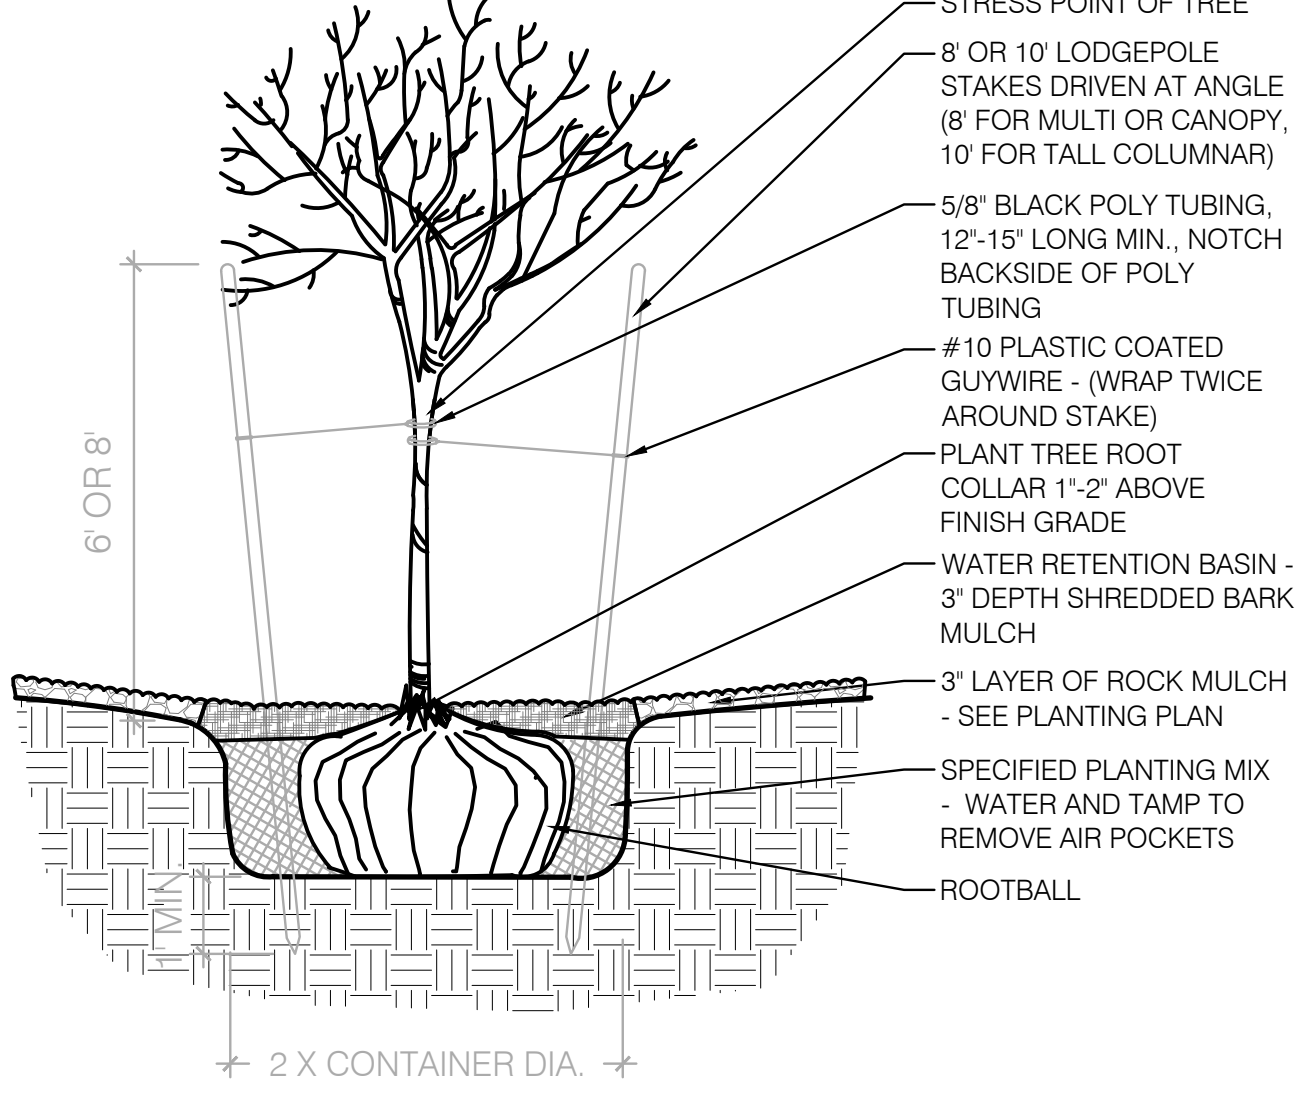 STRESS POINT OF TREE
8' OR 10' LODGEPOLE
STAKES DRIVEN AT ANGLE
(8' FOR MULTI OR CANOPY,
10' FOR TALL COLUMNAR)
5/8" BLACK POLY TUBING,
12"-15" LONG MIN., NOTCH
BACKSIDE OF POLY
TUBING
#10 PLASTIC COATED
GUYWIRE - (WRAP TWICE
AROUND STAKE)
PLANT TREE ROOT
COLLAR 1"-2" ABOVE
FINISH GRADE
WATER RETENTION BASIN -
3" DEPTH SHREDDED BARK
MULCH
3" LAYER OF ROCK MULCH
- SEE PLANTING PLAN
SPECIFIED PLANTING MIX
- WATER AND TAMP TO
REMOVE AIR POCKETS
ROOTBALL
6' OR 8'
1' MIN.
2 X CONTAINER DIA.